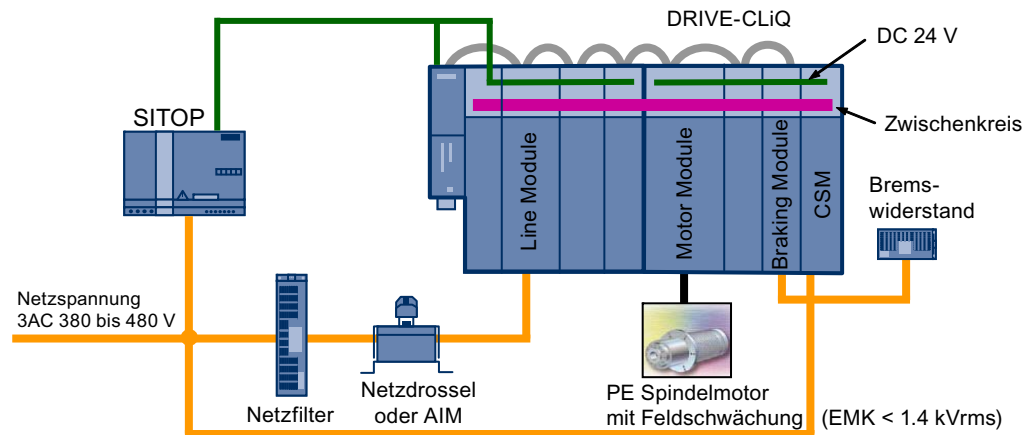 DRIVE-CLiQ
DC 24 V
SITOP
Zwischenkreis
Line Module
Motor Module
Braking Module
CSM
Brems-
widerstand
Netzspannung
3AC 380 bis 480 V
Netzfilter
Netzdrossel
oder AIM
PE Spindelmotor
mit Feldschwächung
(EMK < 1.4 kVrms)